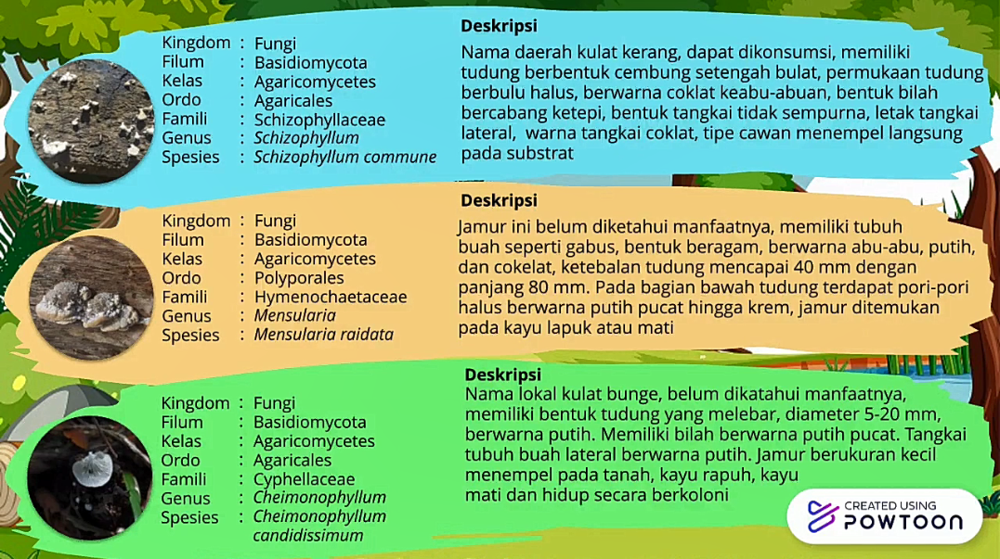 Kingdom : Fungi
Filum : Basidiomycota
Kelas : Agaricomycetes
Ordo : Agaricales
Famili : Schizophyllaceae
Genus : Schizophyllum
Spesies : Schizophyllum commune
Deskripsi
Nama daerah kulat kerang, dapat dikonsumsi, memiliki
tudung berbentuk cembung setengah bulat, permukaan tudung
berbulu halus, berwarna coklat keabu-abuan, bentuk bilah
bercabang ketepi, bentuk tangkai tidak sempurna, letak tangkai
lateral, warna tangkai coklat, tipe cawan menempel langsung
pada substrat
Kingdom : Fungi
Filum : Basidiomycota
Kelas : Agaricomycetes
Ordo : Polyporales
Famili : Hymenochaetaceae
Genus : Mensularia
Spesies : Mensularia raidata
Deskripsi
Jamur ini belum diketahui manfaatnya, memiliki tubuh
buah seperti gabus, bentuk beragam, berwarna abu-abu, putih,
dan cokelat, ketebalan tudung mencapai 40 mm dengan
panjang 80 mm. Pada bagian bawah tudung terdapat pori-pori
halus berwarna putih pucat hingga krem, jamur ditemukan
pada kayu lapuk atau mati
Kingdom : Fungi
Filum : Basidiomycota
Kelas : Agaricomycetes
Ordo : Agaricales
Famili : Cyphellaceae
Genus : Cheimonophyllum
Spesies : Cheimonophyllum
candidissimum
Deskripsi
Nama lokal kulat bunge, belum dikatahui manfaatnya,
memiliki bentuk tudung yang melebar, diameter 5-20 mm,
berwarna putih. Memiliki bilah berwarna putih pucat. Tangkai
tubuh buah lateral berwarna putih. Jamur berukuran kecil
menempel pada tanah, kayu rapuh, kayu
mati dan hidup secara berkoloni
CREATED USING
POWTOON